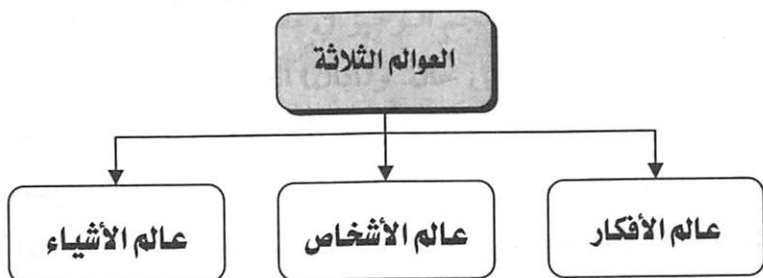 العوالم الثلاثة
عالم الأفكار
عالم الأشخاص
عالم الأشياء